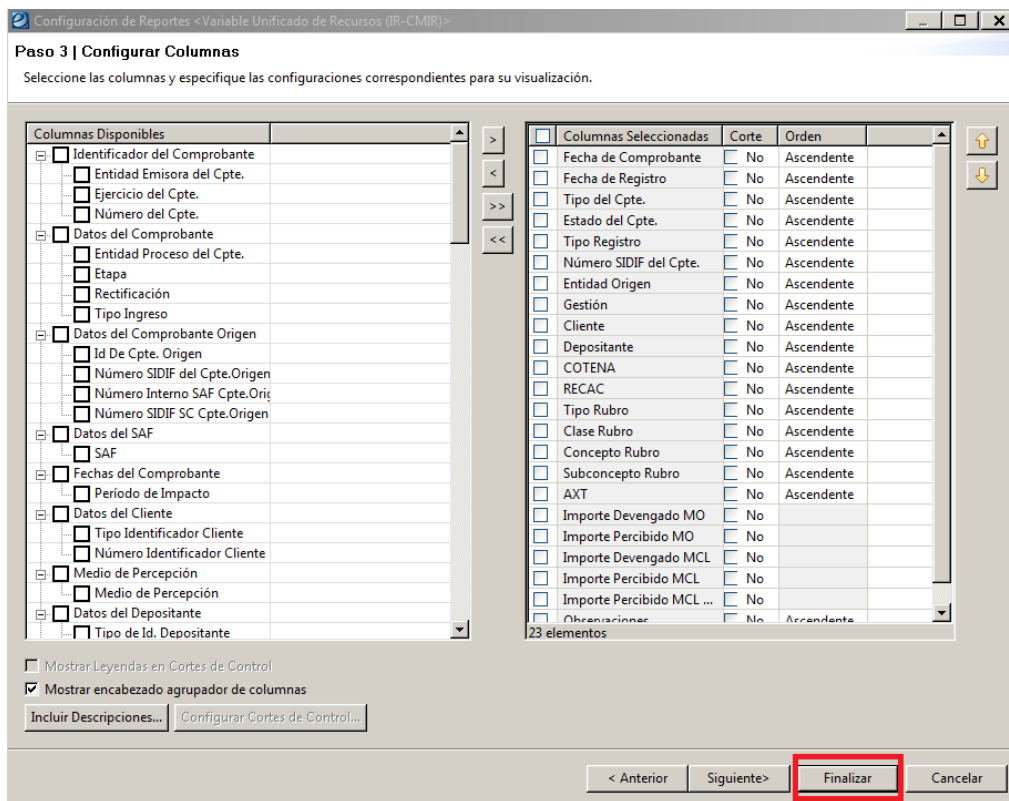 Configuración de Reportes <Variable Unificado de Recursos (IR-CMIR)>
Paso 3 | Configurar Columnas
Seleccione las columnas y especifique las configuraciones correspondientes para su visualización.
Columnas Disponibles
Identificador del Comprobante
Entidad Emisora del Cpte.
Ejercicio del Cpte.
Número del Cpte.
Datos del Comprobante
Entidad Proceso del Cpte.
Etapa
Rectificación
Tipo Ingreso
Datos del Comprobante Origen
Id De Cpte. Origen
Número SIDIF del Cpte.Origen
Número Interno SAF Cpte.Orig
Número SIDIF SC Cpte.Origen
Datos del SAF
SAF
Fechas del Comprobante
Período de Impacto
Datos del Cliente
Tipo Identificador Cliente
Número Identificador Cliente
Medio de Percepción
Medio de Percepción
Datos del Depositante
Tipo de Id. Depositante
>
<
>>
<<
Columnas Seleccionadas Corte Orden
Fecha de Comprobante No Ascendente
Fecha de Registro No Ascendente
Tipo del Cpte. No Ascendente
Estado del Cpte. No Ascendente
Tipo Registro No Ascendente
Número SIDIF del Cpte. No Ascendente
Entidad Origen No Ascendente
Gestión No Ascendente
Cliente No Ascendente
Depositante No Ascendente
COTENA No Ascendente
RECAC No Ascendente
Tipo Rubro No Ascendente
Clase Rubro No Ascendente
Concepto Rubro No Ascendente
Subconcepto Rubro No Ascendente
AXT No Ascendente
Importe Devengado MO No
Importe Percibido MO No
Importe Devengado MCL No
Importe Percibido MCL No
Importe Percibido MCL ... No
Observaciones No Ascendente
23 elementos
Mostrar Leyendas en Cortes de Control
Mostrar encabezado agrupador de columnas
Incluir Descripciones... Configurar Cortes de Control...
< Anterior Siguiente> Finalizar Cancelar